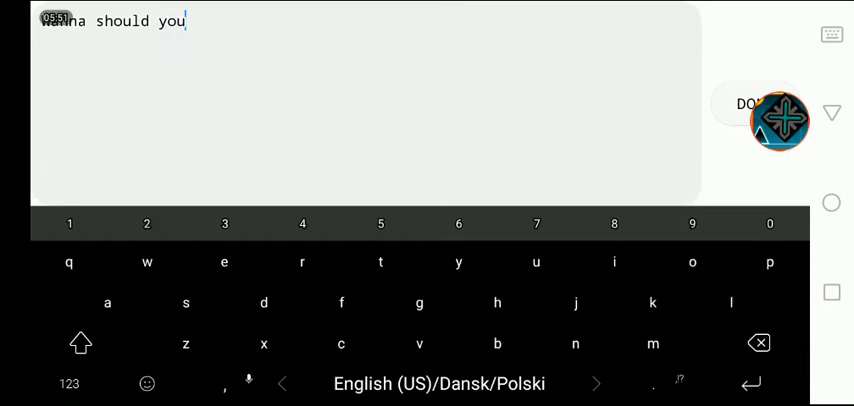 05:51
wanna should you
1 2 3 4 5 6 7 8 9 0
q w e r t y u i o p
a s d f g h j k l
z x c v b n m
123 , English (US)/Dansk/Polski . ,!?